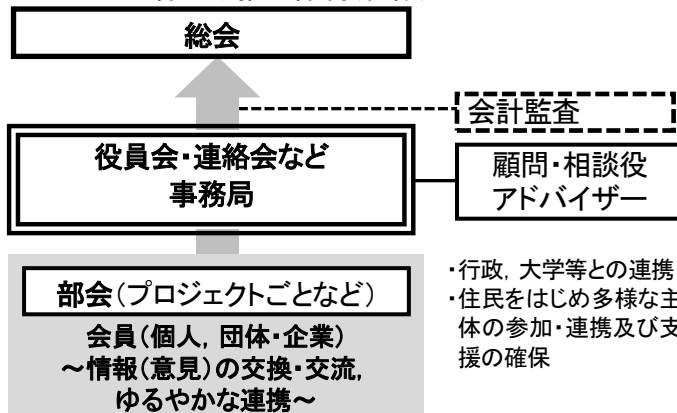 総会
会計監査
役員会・連絡会など
事務局
顧問・相談役
アドバイザー
部会(プロジェクトごとなど)
会員(個人, 団体・企業)
～情報(意見)の交換・交流,
ゆるやかな連携～
・行政, 大学等との連携
・住民をはじめ多様な主
体の参加・連携及び支
援の確保